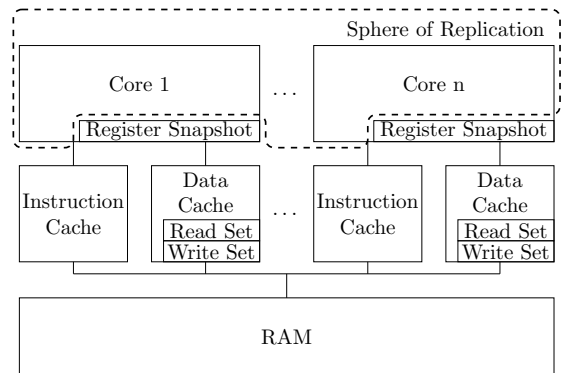 Sphere of Replication
Core 1
. . .
Core n
Register Snapshot
Register Snapshot
Instruction
Cache
Data
Cache
Read Set
Write Set
. . .
Instruction
Cache
Data
Cache
Read Set
Write Set
RAM